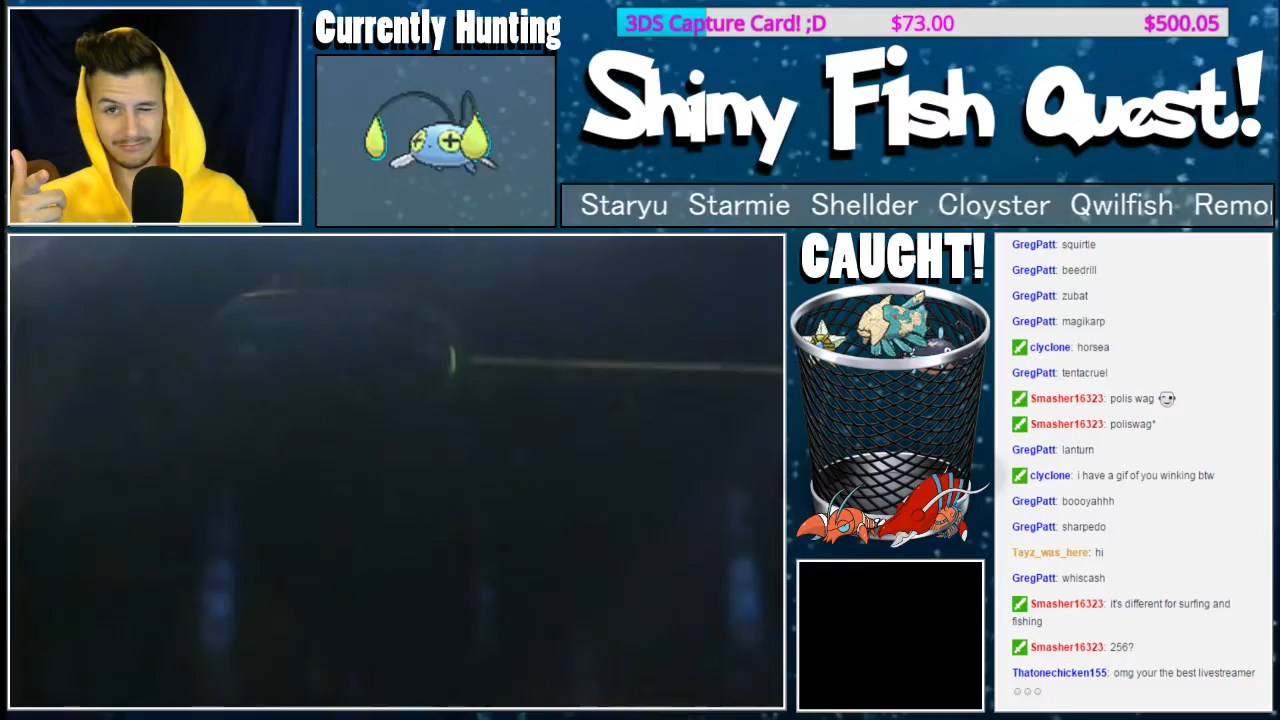 Currently Hunting
3DS Capture Card! ;D $73.00 $500.05
Shiny Fish Quest!
Staryu Starmie Shellder Cloyster Qwilfish
CAUGHT!
GregPatt: squirtle
GregPatt: beedrill
GregPatt: zubat
GregPatt: magikarp
clyclone: horsea
GregPatt: tentacruel
Smasher16323: polis wag
Smasher16323: poliswag*
GregPatt: lanturn
clyclone: i have a gif of you winking btw
GregPatt: boooyahhh
GregPatt: sharpedo
Tayz_was_here: hi
GregPatt: whiscash
Smasher16323: it's different for surfing and
fishing
Smasher16323: 256?
Thatonechicken155: omg your the best livestreamer
☺☺☺